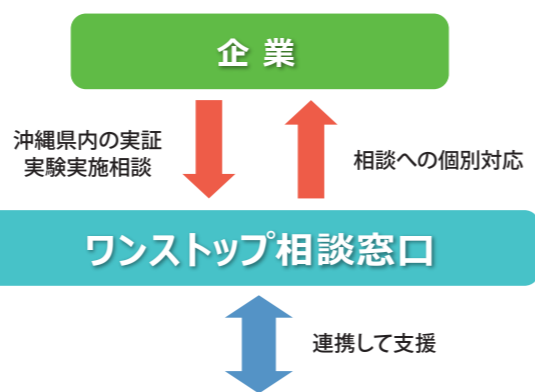 企 業
沖縄県内の実証
実験実施相談
相談への個別対応
ワンストップ相談窓口
連携して支援